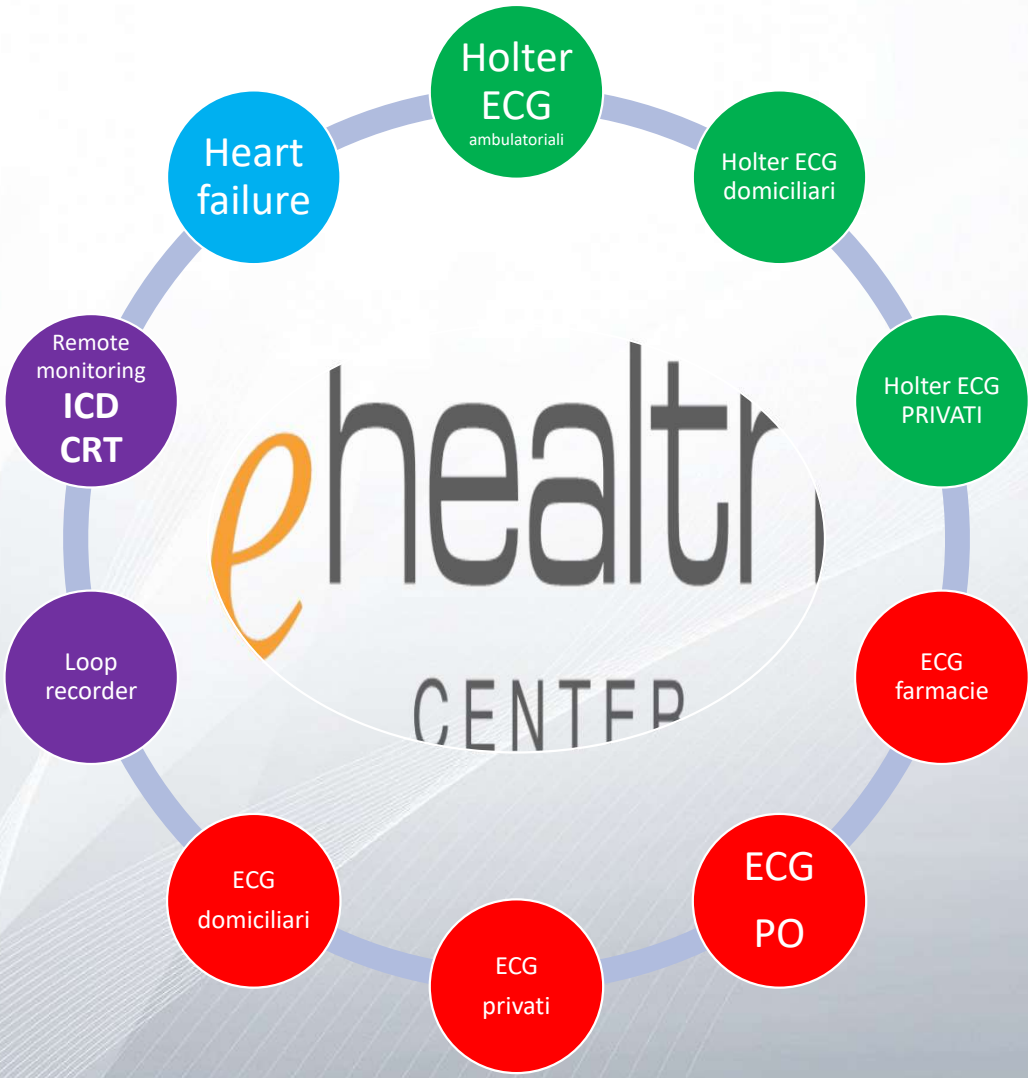 Holter
ECG
ambulatoriali
Holter ECG
domiciliari
Holter ECG
PRIVATI
ECG
farmacie
ECG
PO
ECG
privati
ECG
domiciliari
Loop
recorder
Remote
monitoring
ICD
CRT
Heart
failure
ehealth
CENTER